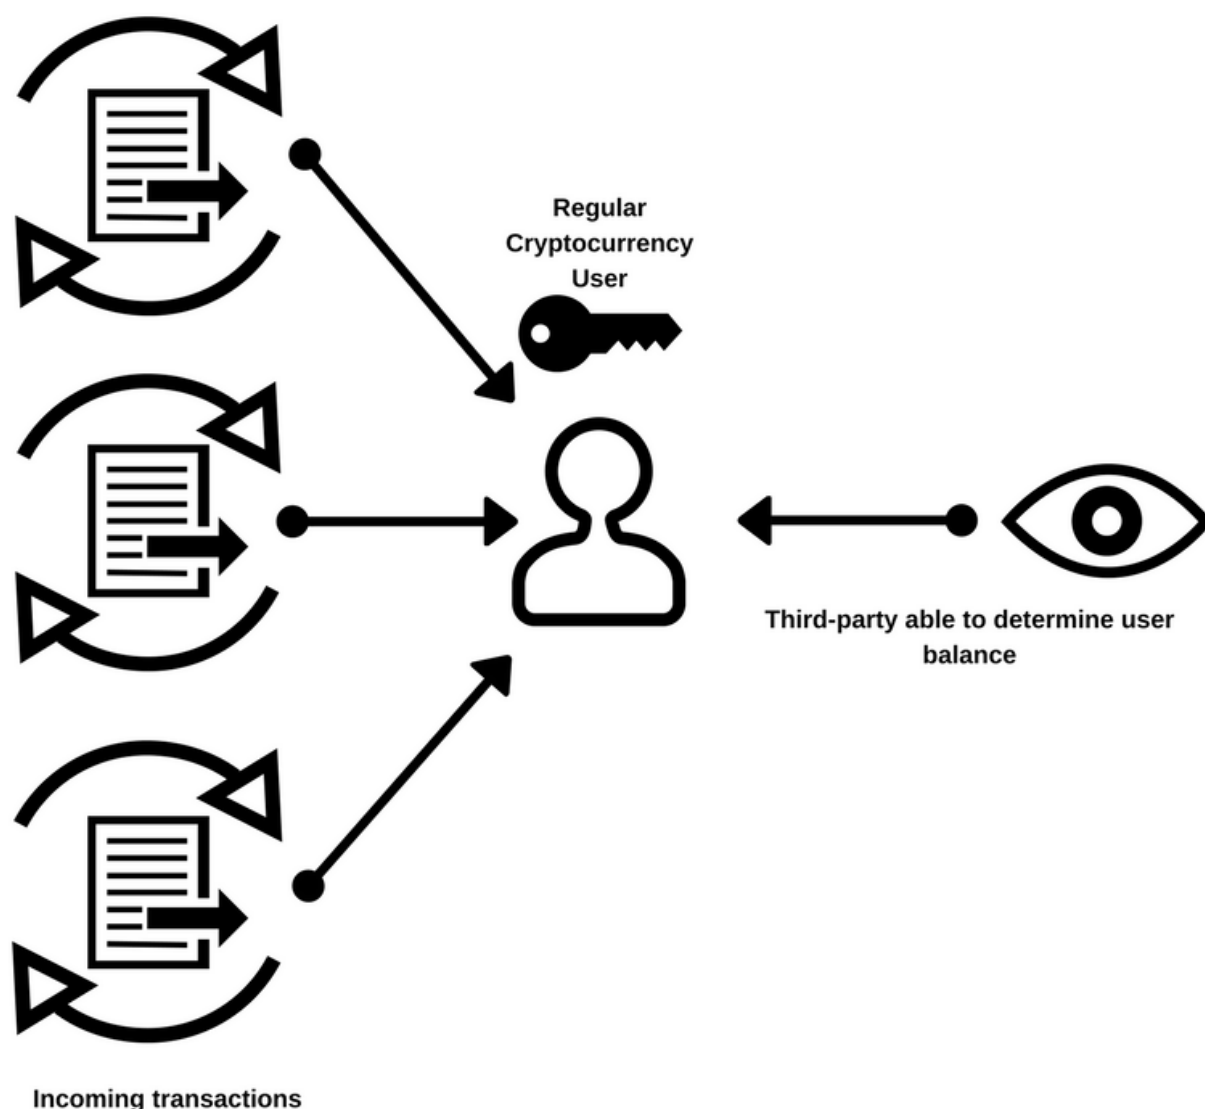 Regular
Cryptocurrency
User
Third-party able to determine user
balance
Incoming transactions